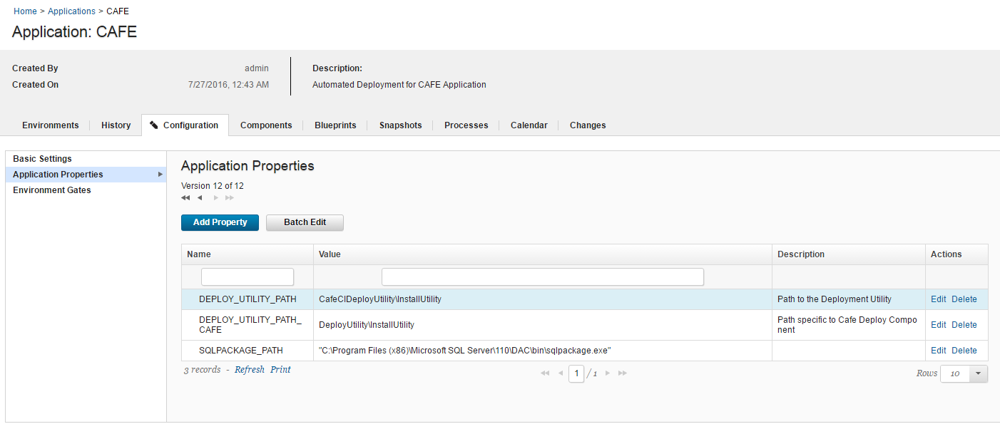 Home > Applications > CAFE
Application: CAFE
Created By admin
Created On 7/27/2016, 12:43 AM
Description:
Automated Deployment for CAFE Application
Environments History Configuration Components Blueprints Snapshots Processes Calendar Changes
Basic Settings
Application Properties
Environment Gates
Application Properties
Version 12 of 12
Add Property Batch Edit
Name Value Description Actions
DEPLOY_UTILITY_PATH CafeCIDeployUtility\InstallUtility Path to the Deployment Utility Edit Delete
DEPLOY_UTILITY_PATH_
CAFE
DeployUtility\InstallUtility
Path specific to Cafe Deploy Compo
nent
Edit Delete
SQLPACKAGE_PATH "C:\Program Files (x86)\Microsoft SQL Server\110\DAC\bin\sqlpackage.exe" Edit Delete
3 records - Refresh Print 1 / 1 Rows 10